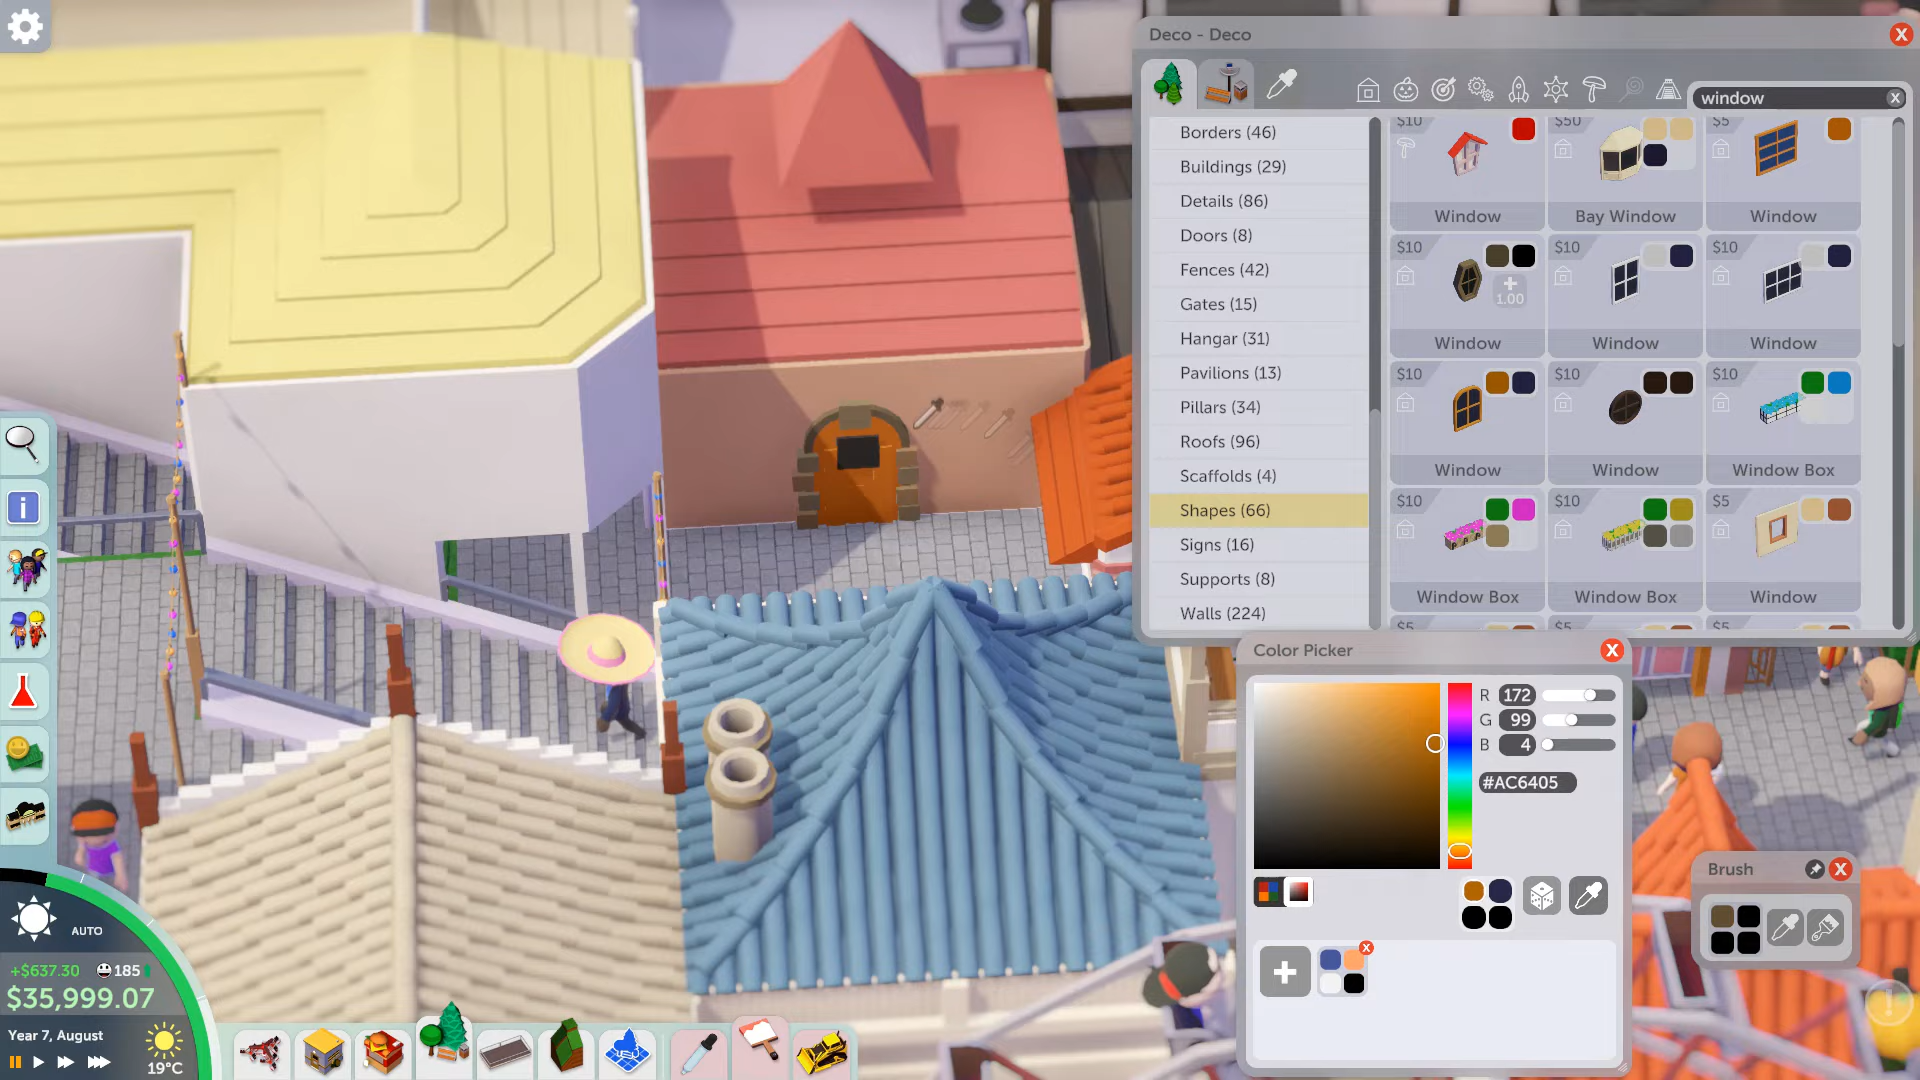 Deco - Deco
X
window
x
Borders (46)
Buildings (29)
Details (86)
Doors (8)
Fences (42)
Gates (15)
Hangar (31)
Pavilions (13)
Pillars (34)
Roofs (96)
Scaffolds (4)
Shapes (66)
Signs (16)
Supports (8)
Walls (224)
$10 $50 $5
Window Bay Window Window
$10 $10 $10
+
1.00
Window Window Window
$10 $10 $10
Window Window Window Box
$10 $10 $5
Window Box Window Box Window
$5 $5 $5
Color Picker
X
R 172
G 99
B 4
#AC6405
x
Brush
X
i
AUTO
+$637.30 185
$35,999.07
Year 7, August
19°C